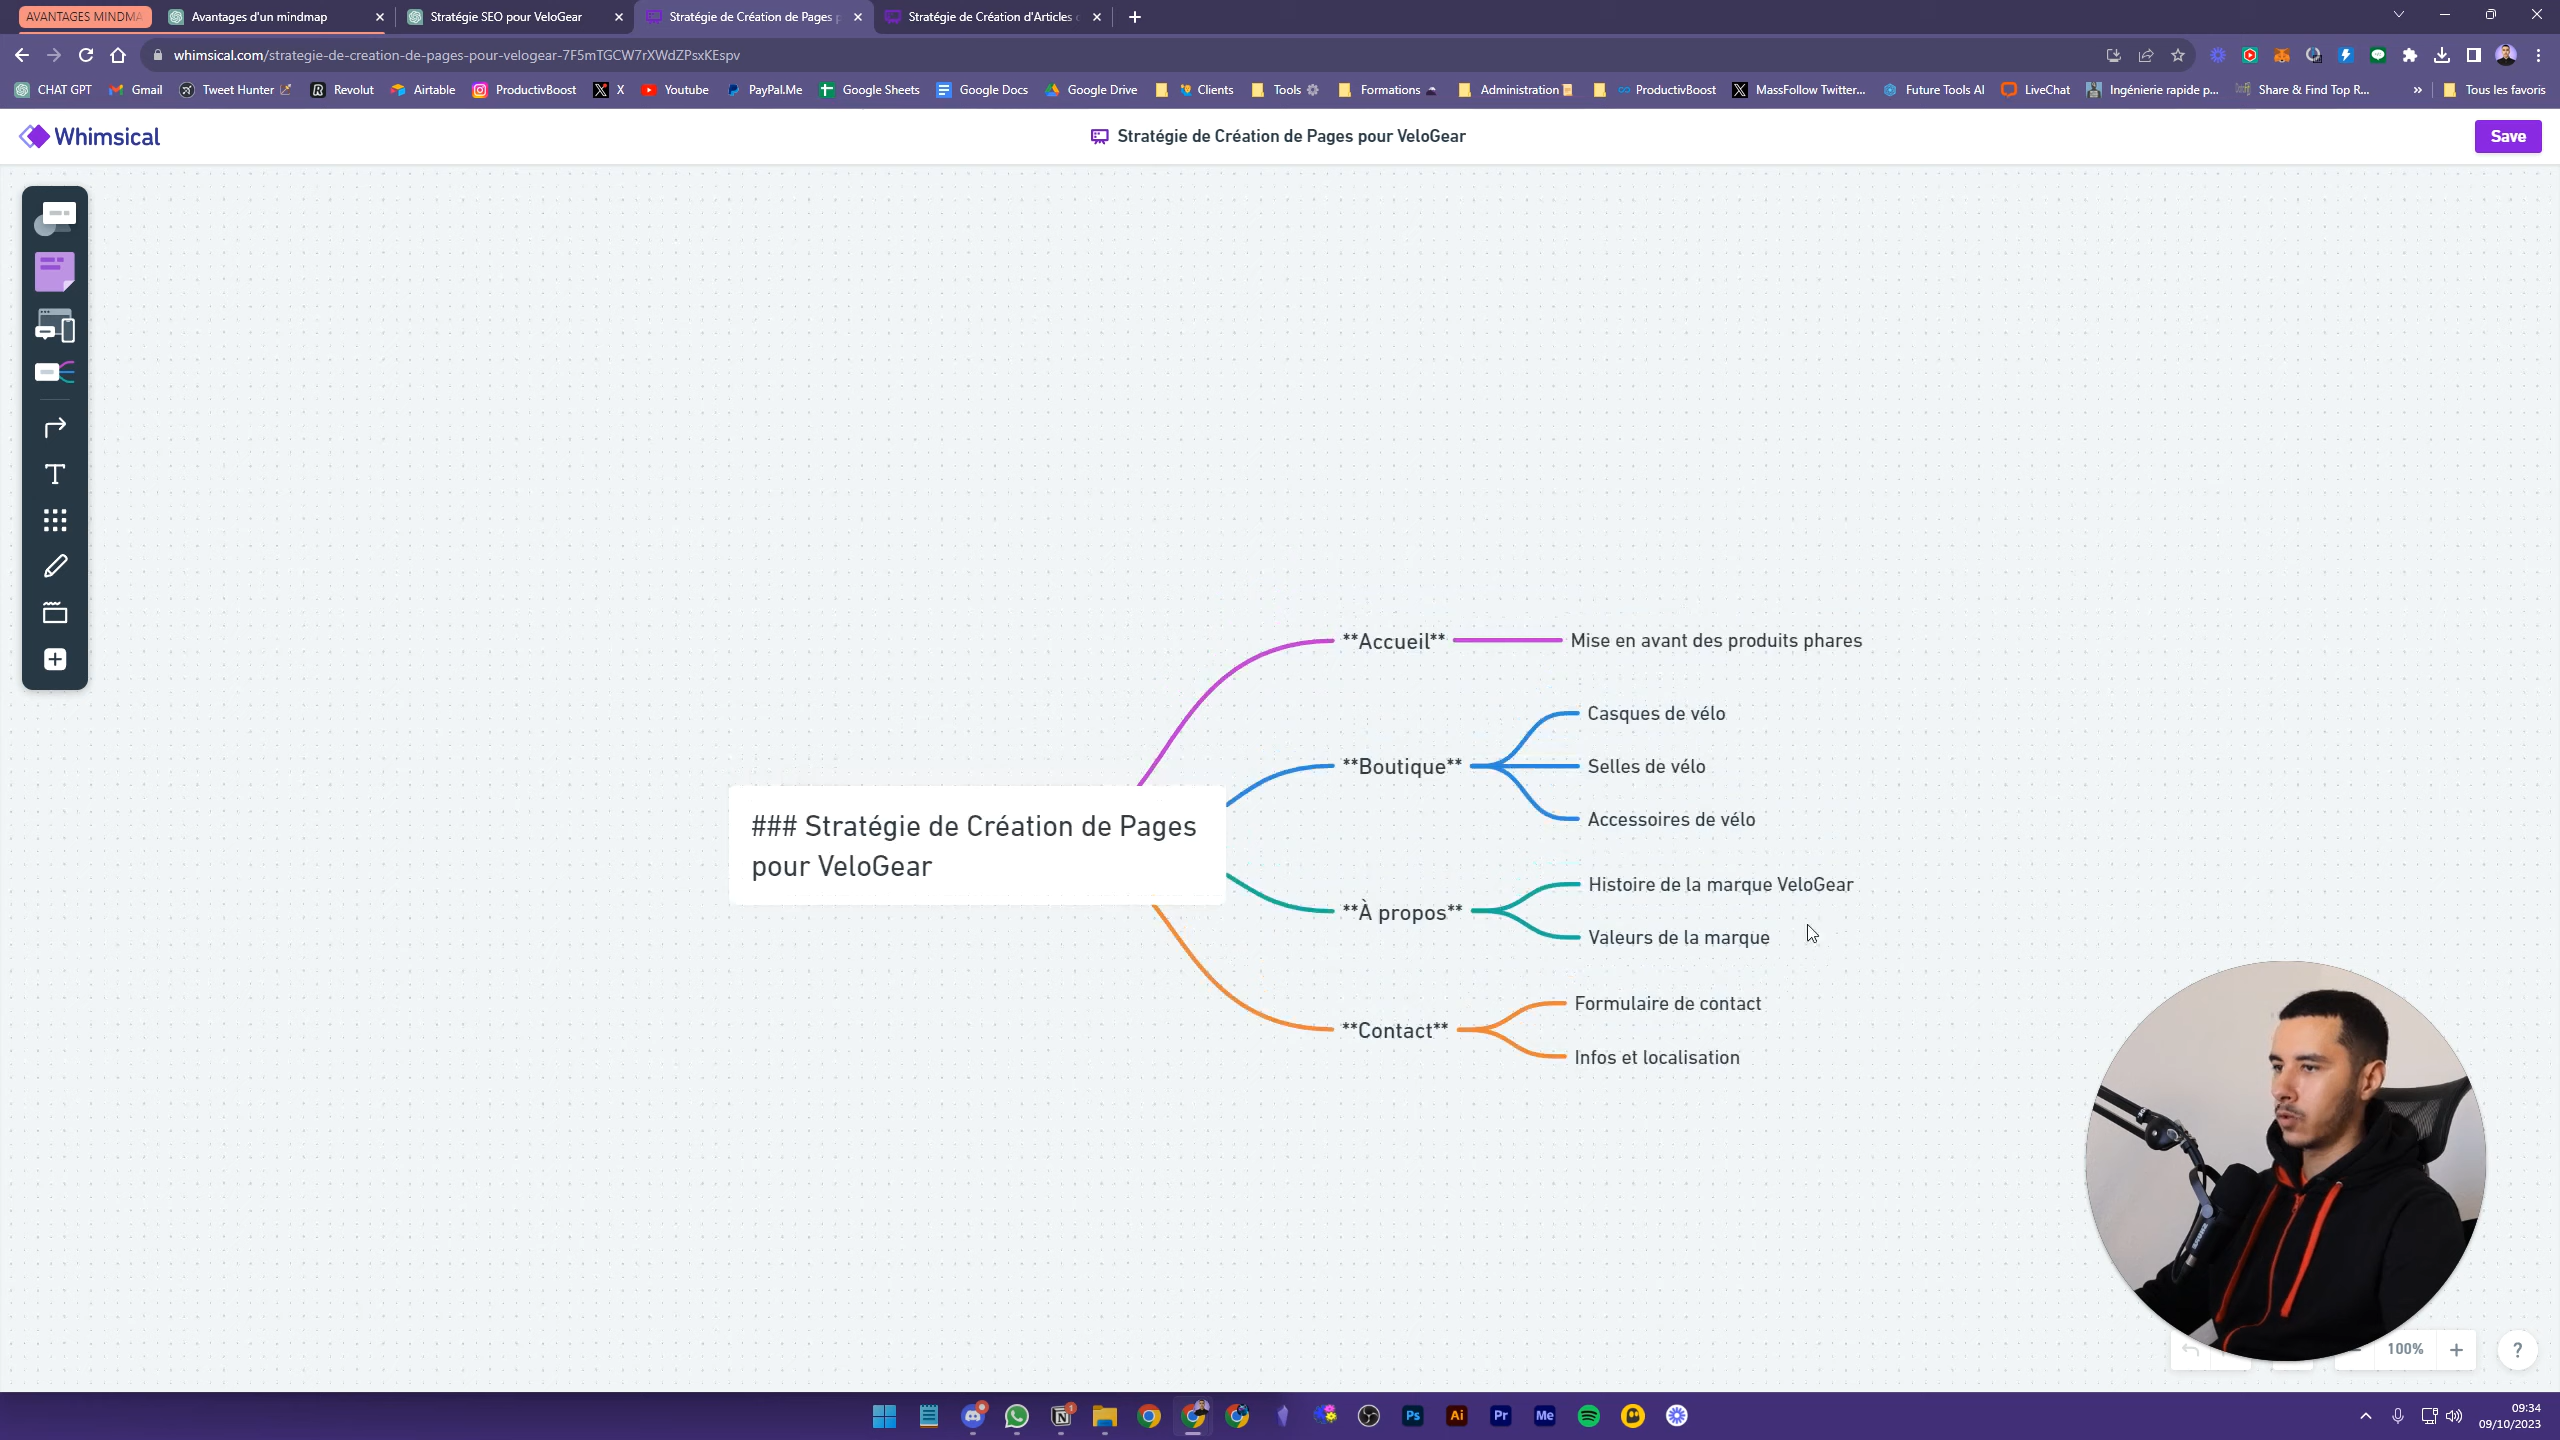 AVANTAGES MINDMA
Avantages d'un mindmap
Stratégie SEO pour VeloGear
Stratégie de Création de Pages p
Stratégie de Création d'Articles
whimsical.com/strategie-de-creation-de-pages-pour-velogear-7F5mTGCW7rXWdZPsxKEspv
CHAT GPT
Gmail
Tweet Hunter
Revolut
Airtable
ProductivBoost
X
Youtube
PayPal.Me
Google Sheets
Google Docs
Google Drive
Clients
Tools
Formations
Administration
ProductivBoost
MassFollow Twitter...
Future Tools AI
LiveChat
Ingénierie rapide p...
Share & Find Top R...
»
Tous les favoris
Whimsical
Stratégie de Création de Pages pour VeloGear
Save
**Accueil**
Mise en avant des produits phares
Casques de vélo
**Boutique**
Selles de vélo
Accessoires de vélo
### Stratégie de Création de Pages
pour VeloGear
Histoire de la marque VeloGear
**À propos**
Valeurs de la marque
Formulaire de contact
**Contact**
Infos et localisation
100%
?
Ps
Ai
Pr
Me
09:34
09/10/2023